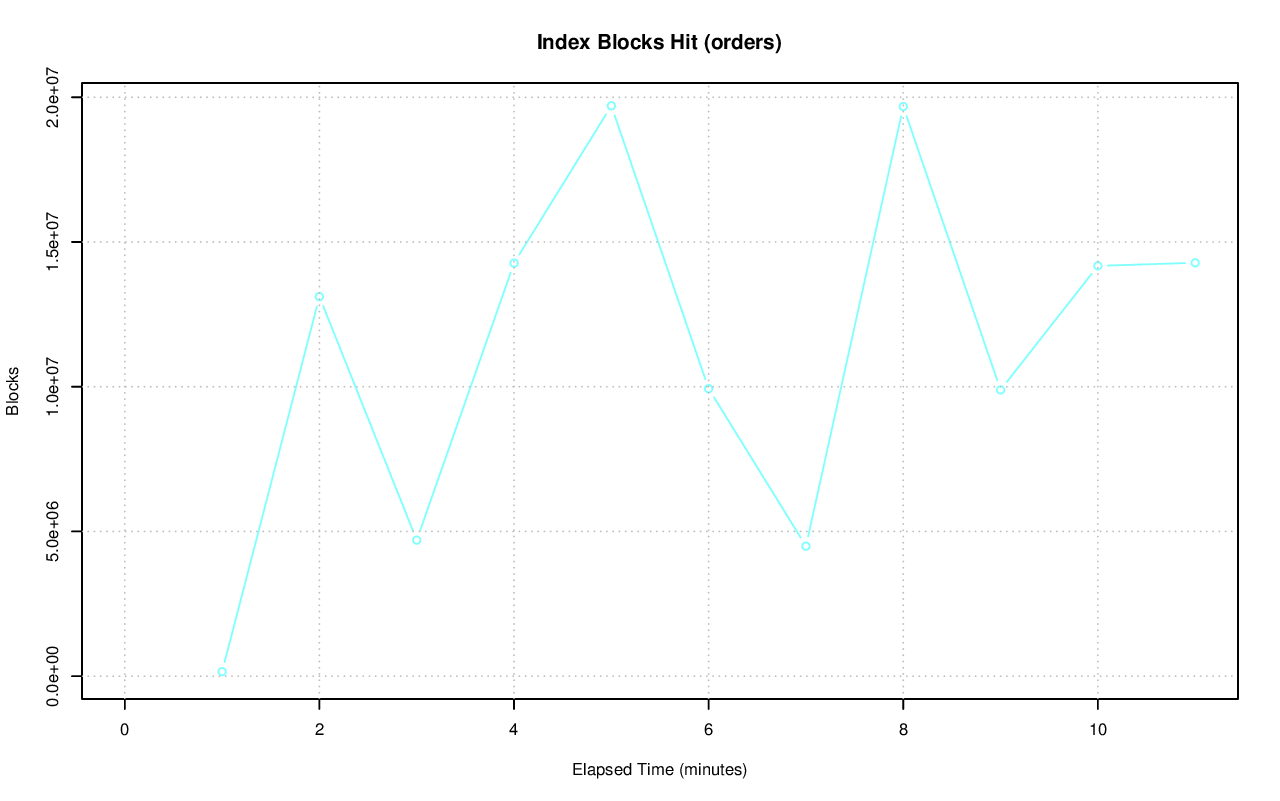 Index Blocks Hit (orders)
Blocks
2.0e+07
1.5e+07
1.0e+07
5.0e+06
0.0e+00
0 2 4 6 8 10
Elapsed Time (minutes)